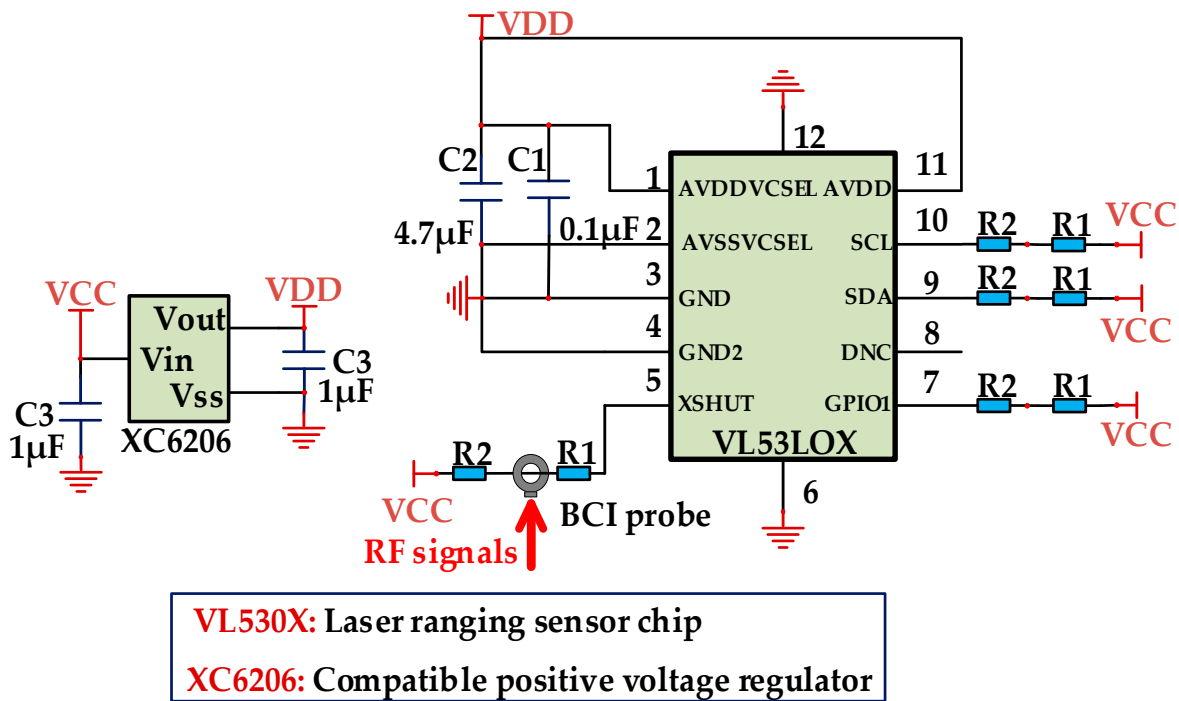 VDD
12
C2
C1
1
AVDDVCSEL
AVDD
11
4.7µF
0.1µF
2
AVSSVCSEL
SCL
10
R2
R1
VCC
3
GND
SDA
9
R2
R1
VCC
4
GND2
DNC
8
5
XSHUT
GPIO1
7
R2
R1
VCC
VL53LOX
6
VCC
VDD
Vout
Vin
Vss
C3
1µF
C3
1µF
XC6206
R2
R1
VCC
BCI probe
RF signals
VL530X: Laser ranging sensor chip
XC6206: Compatible positive voltage regulator